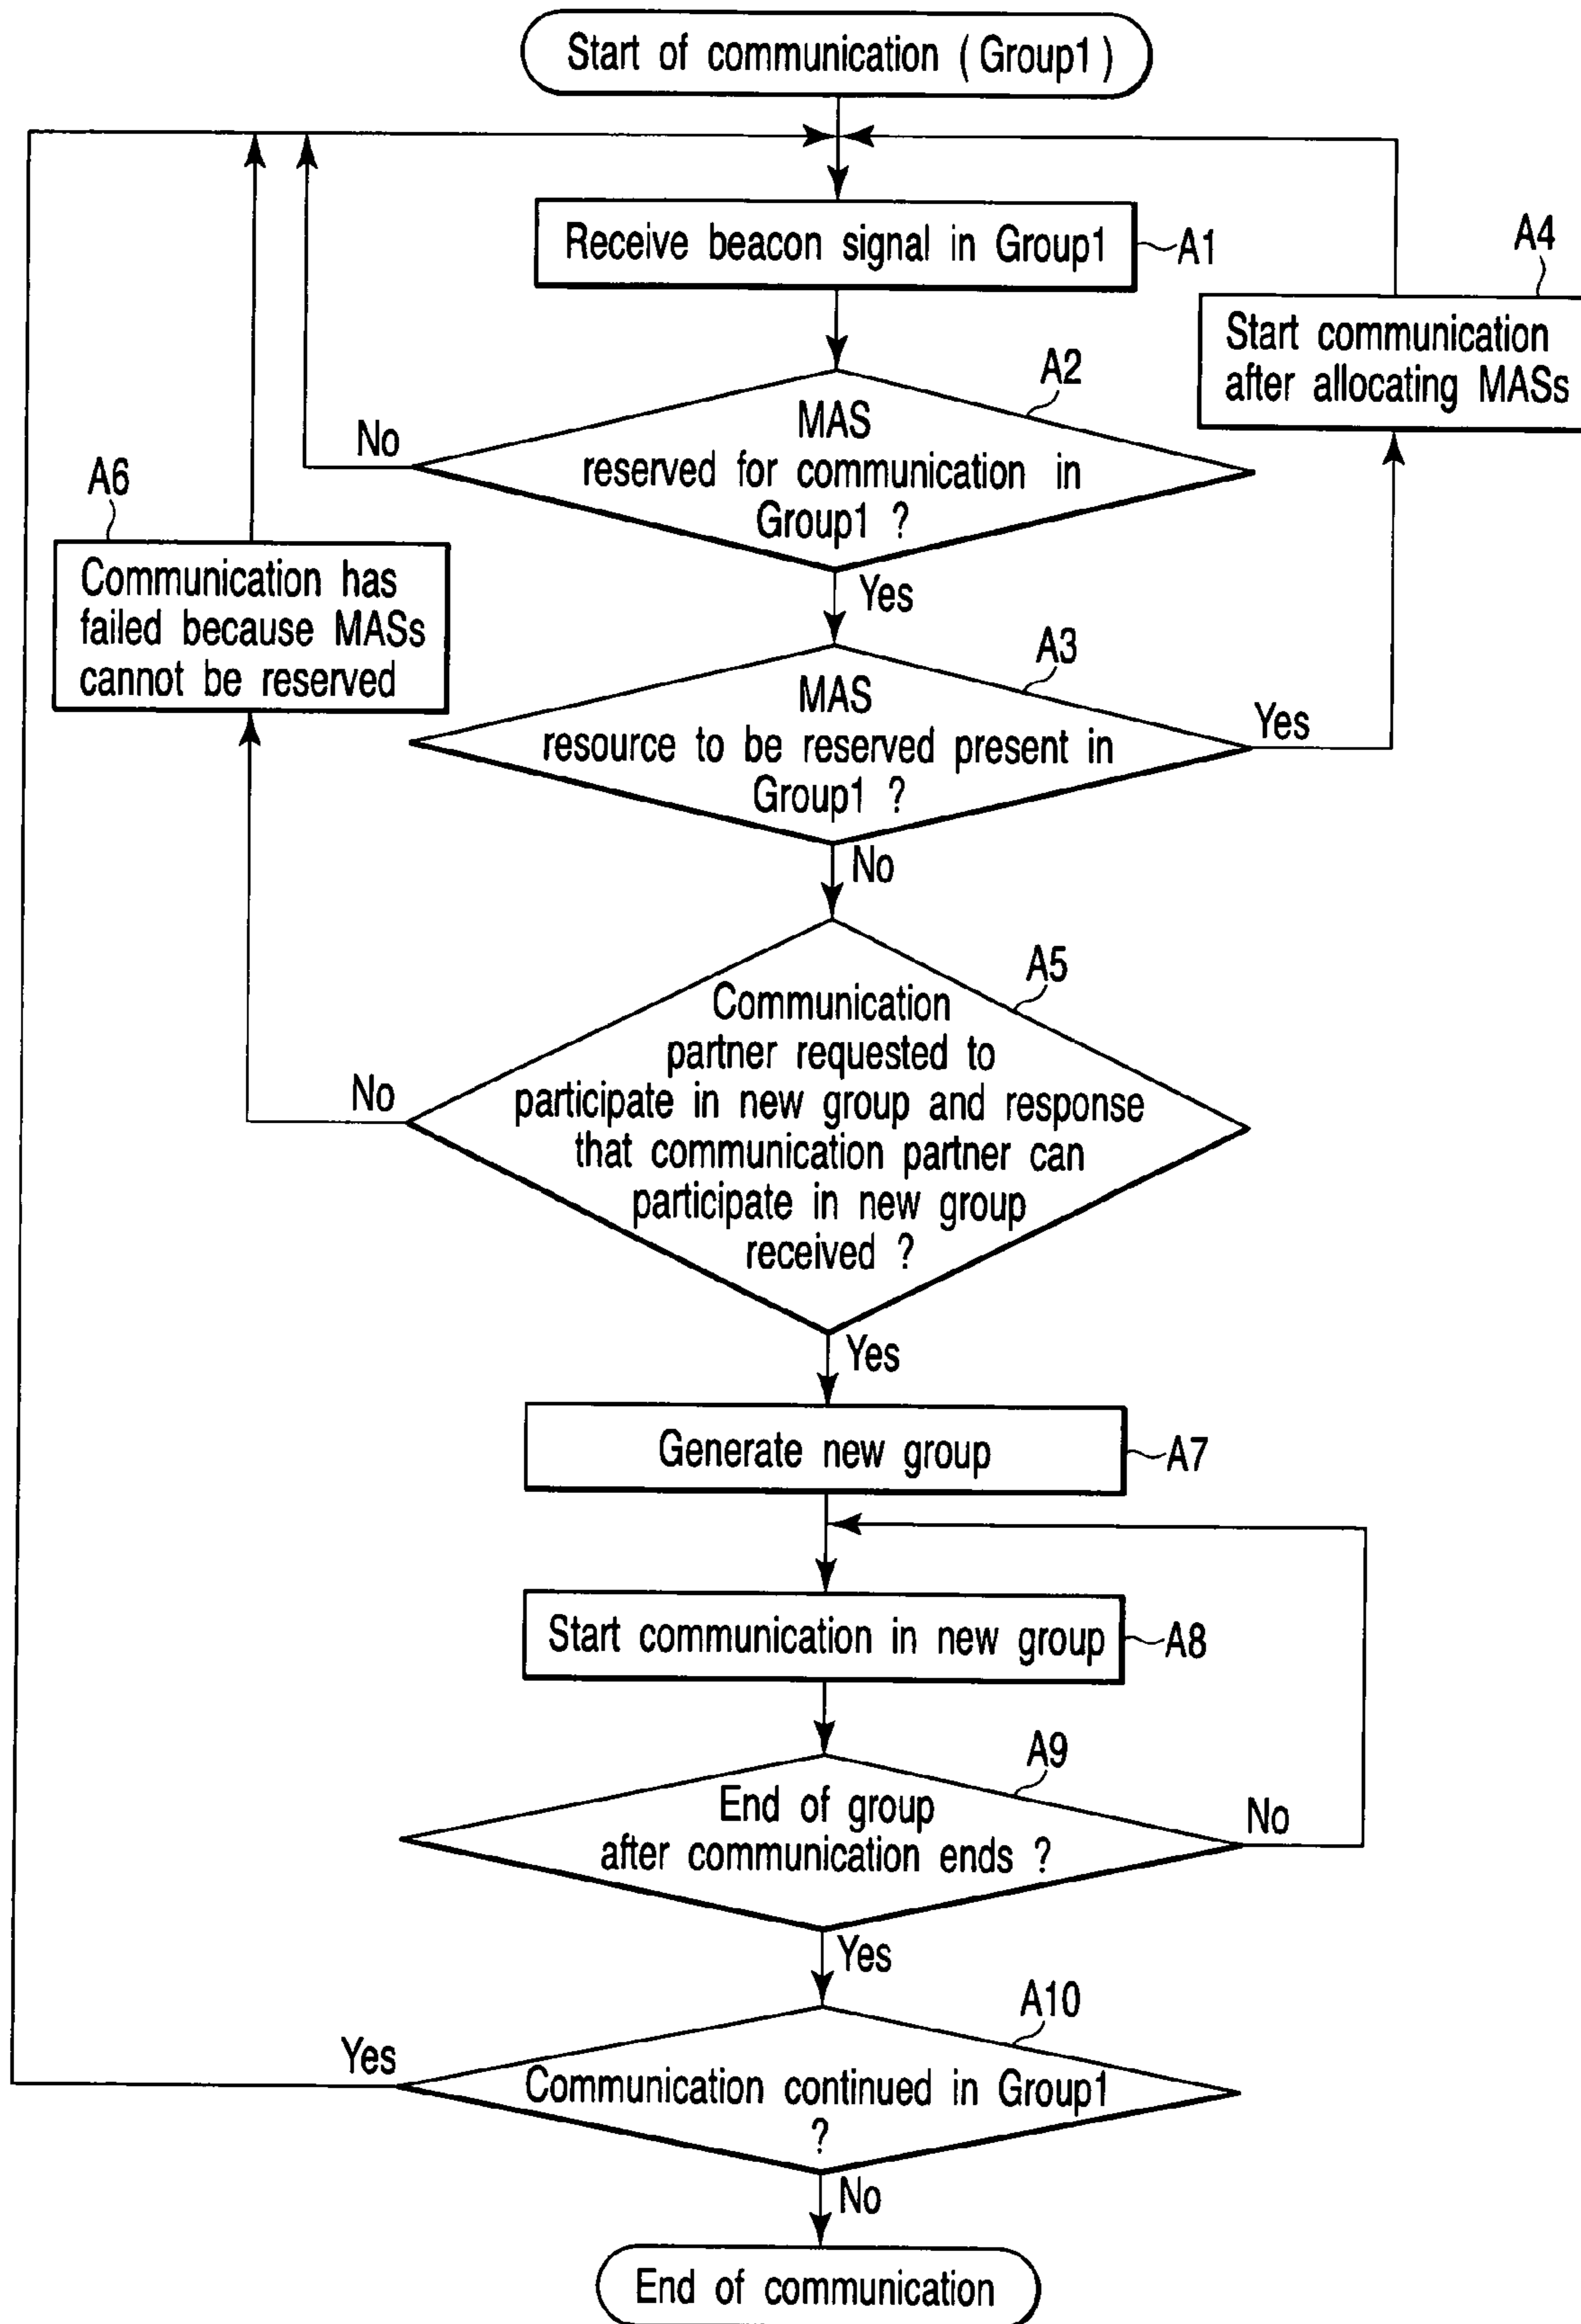 Start of communication ( Group1 )
Receive beacon signal in Group1
A1
A4
Start communication
after allocating MASs
A2
MAS
reserved for communication in
Group1 ?
No
Yes
A6
Communication has
failed because MASs
cannot be reserved
A3
MAS
resource to be reserved present in
Group1 ?
Yes
No
A5
Communication
partner requested to
participate in new group and response
that communication partner can
participate in new group
received ?
No
Yes
Generate new group
A7
Start communication in new group
A8
A9
End of group
after communication ends ?
No
Yes
A10
Communication continued in Group1
?
Yes
No
End of communication